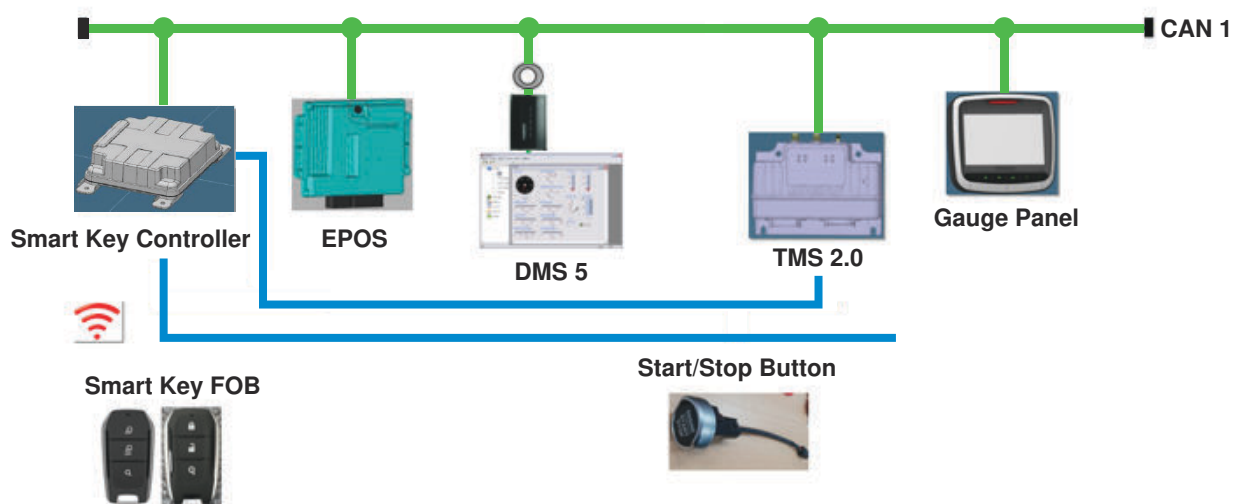 CAN 1
Smart Key Controller
EPOS
DMS 5
TMS 2.0
Gauge Panel
Start/Stop Button
Smart Key FOB